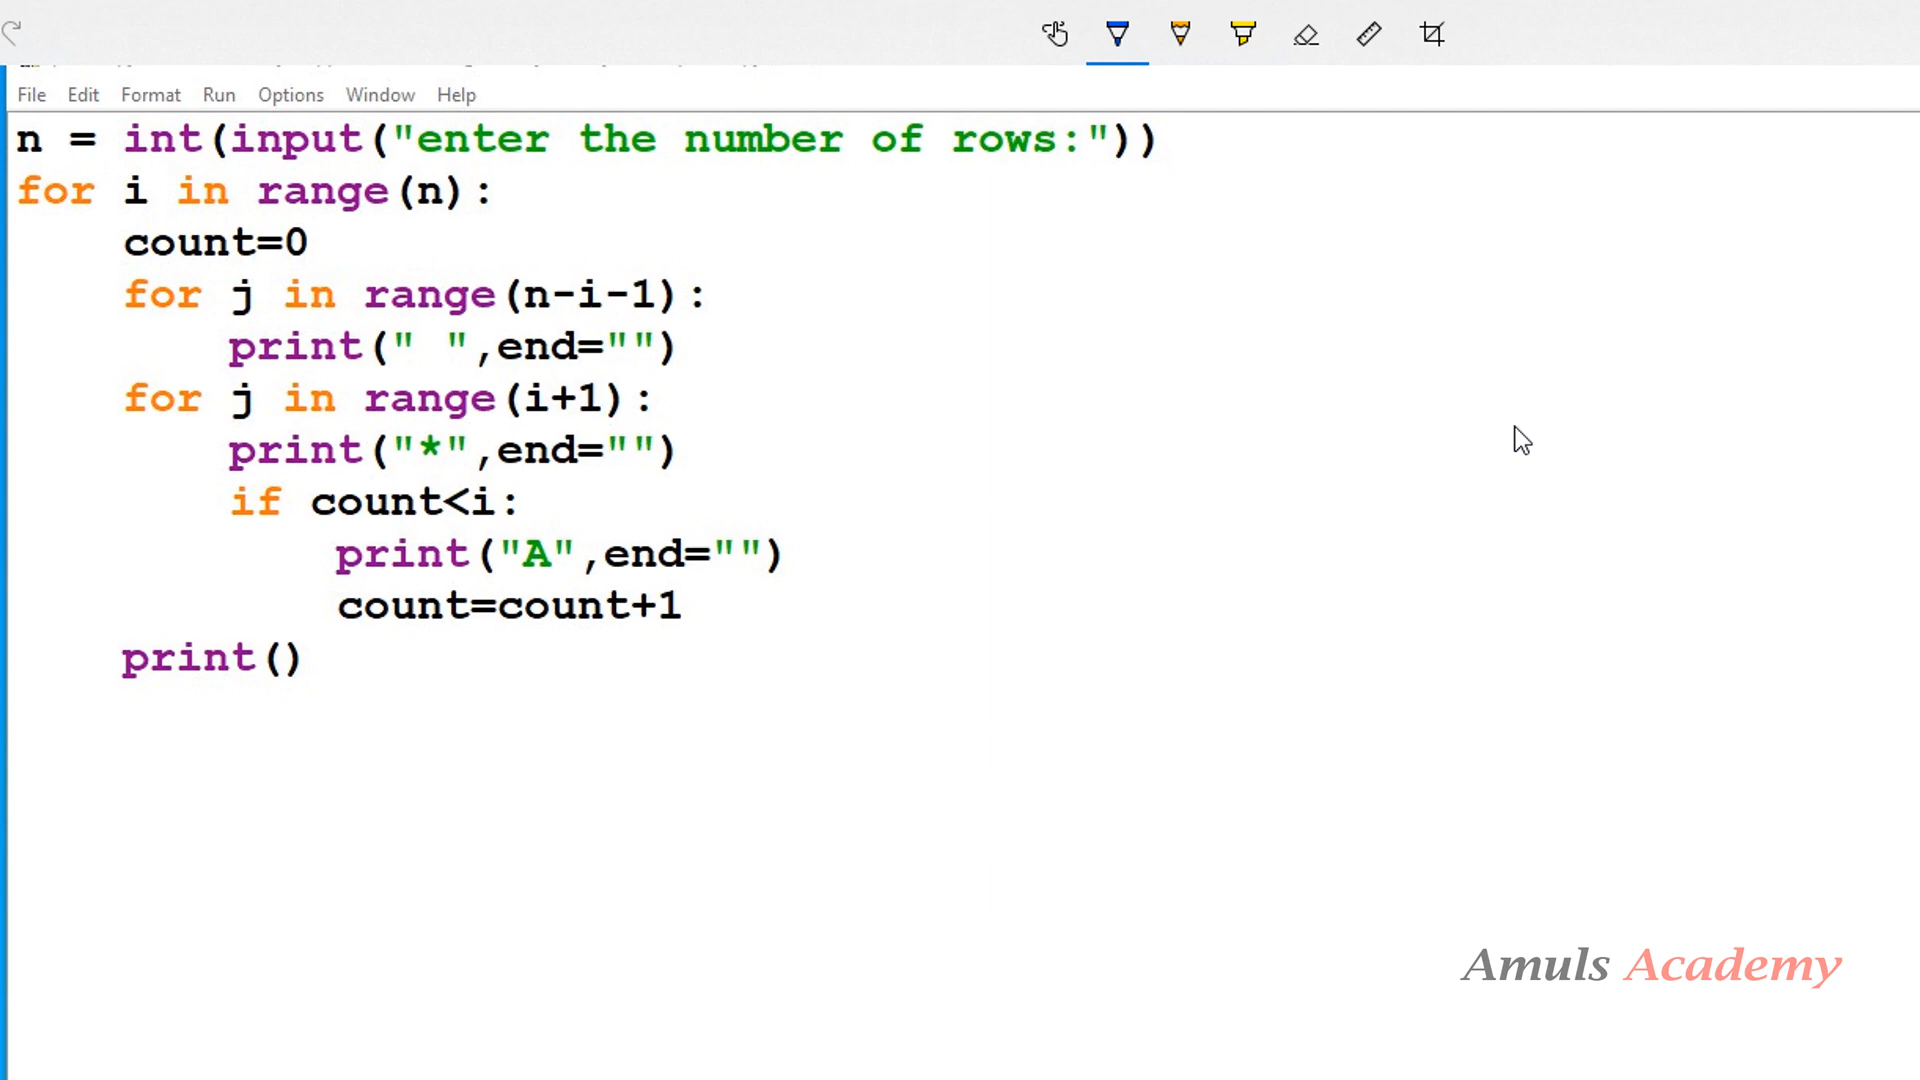 File Edit Format Run Options Window Help
n = int(input("enter the number of rows:"))
for i in range(n):
    count=0
    for j in range(n-i-1):
        print(" ",end="")
    for j in range(i+1):
        print("*",end="")
        if count<i:
            print("A",end="")
            count=count+1
    print()
Amuls Academy